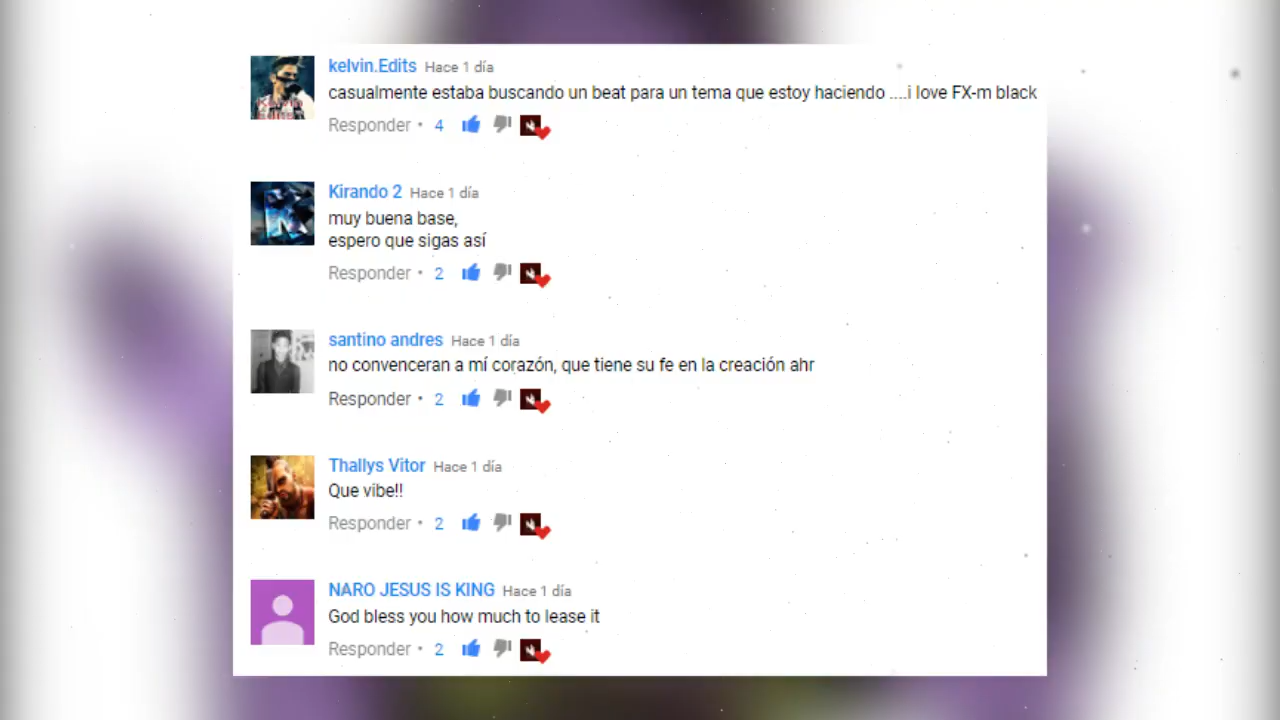 kelvin.Edits Hace 1 día
casualmente estaba buscando un beat para un tema que estoy haciendo ....i love FX-m black
Responder • 4
Kirando 2 Hace 1 día
muy buena base,
espero que sigas así
Responder • 2
santino andres Hace 1 día
no convenceran a mí corazón, que tiene su fe en la creación ahr
Responder • 2
Thallys Vitor Hace 1 día
Que vibe!!
Responder • 2
NARO JESUS IS KING Hace 1 día
God bless you how much to lease it
Responder • 2